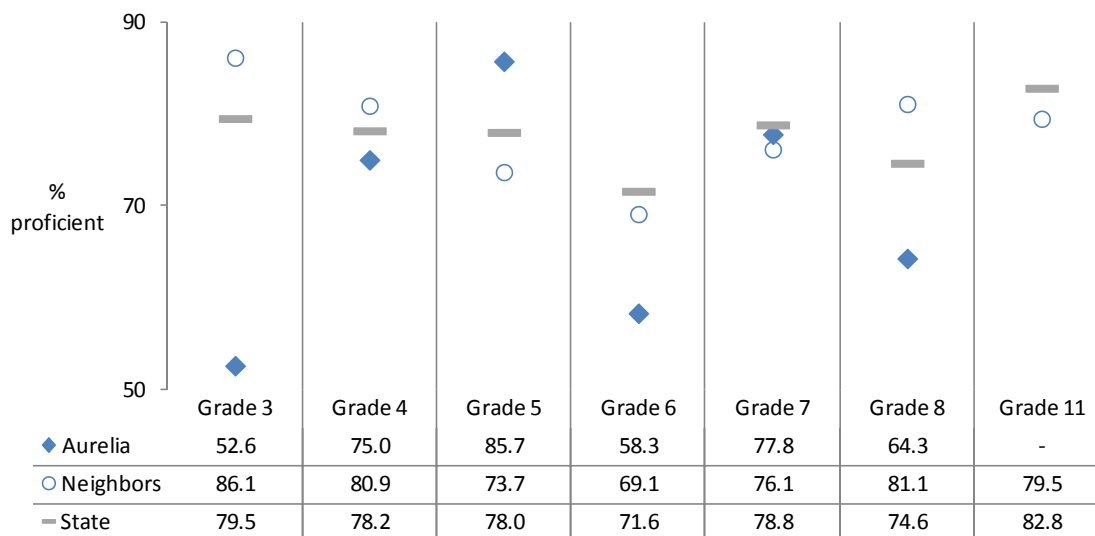 90
70
50
%
proficient
Grade 3 Grade 4 Grade 5 Grade 6 Grade 7 Grade 8 Grade 11
Aurelia 52.6 75.0 85.7 58.3 77.8 64.3 -
Neighbors 86.1 80.9 73.7 69.1 76.1 81.1 79.5
State 79.5 78.2 78.0 71.6 78.8 74.6 82.8